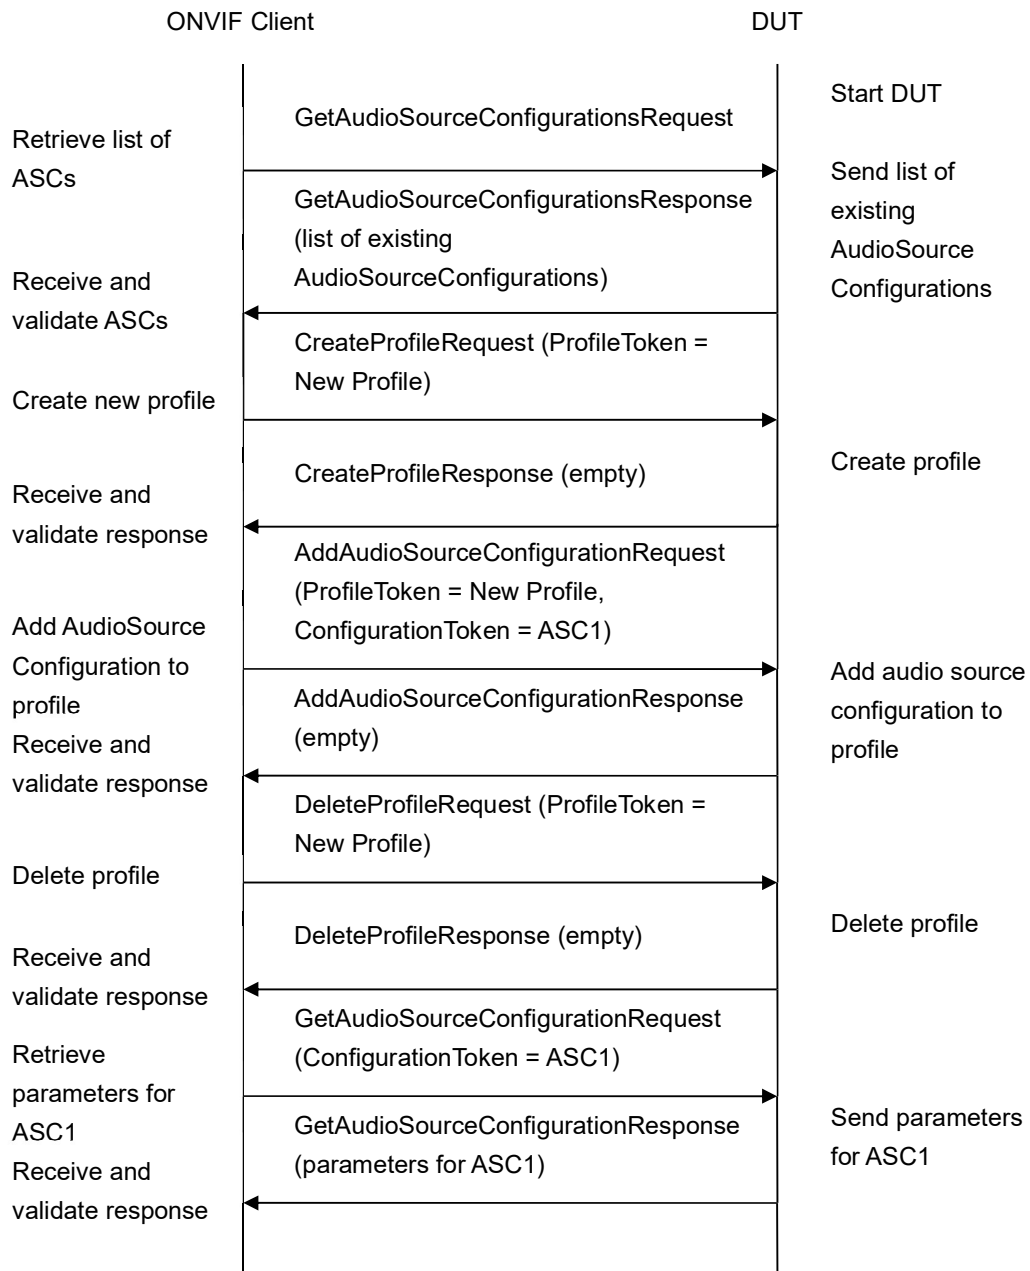 ONVIF Client
DUT
Start DUT
GetAudioSourceConfigurationsRequest
Retrieve list of
ASCs
Send list of
existing
AudioSource
Configurations
GetAudioSourceConfigurationsResponse
(list of existing
AudioSourceConfigurations)
Receive and
validate ASCs
CreateProfileRequest (ProfileToken =
New Profile)
Create new profile
Create profile
CreateProfileResponse (empty)
Receive and
validate response
AddAudioSourceConfigurationRequest
(ProfileToken = New Profile,
ConfigurationToken = ASC1)
Add AudioSource
Configuration to
profile
Add audio source
configuration to
profile
AddAudioSourceConfigurationResponse
(empty)
Receive and
validate response
DeleteProfileRequest (ProfileToken =
New Profile)
Delete profile
Delete profile
DeleteProfileResponse (empty)
Receive and
validate response
GetAudioSourceConfigurationRequest
(ConfigurationToken = ASC1)
Retrieve
parameters for
ASC1
Send parameters
for ASC1
GetAudioSourceConfigurationResponse
(parameters for ASC1)
Receive and
validate response